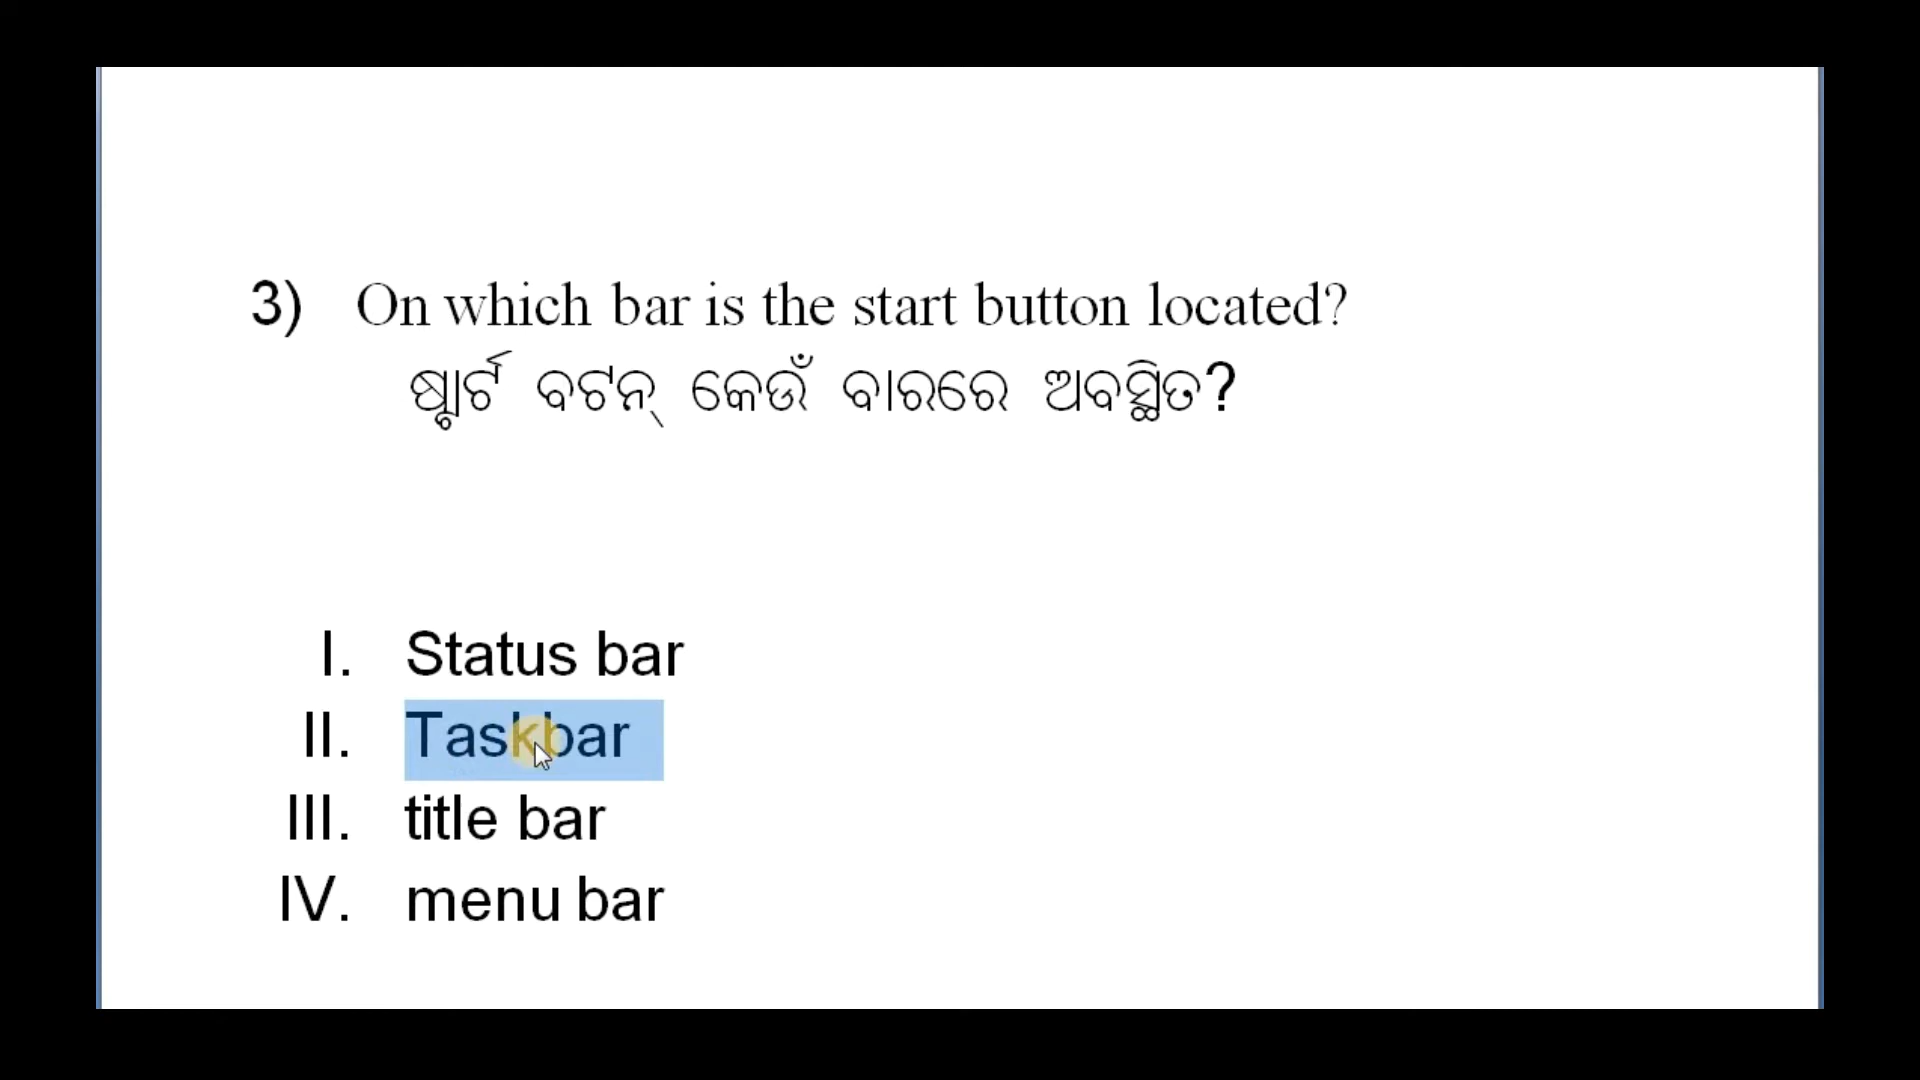 3) On which bar is the start button located?
ଷ୍ଟାର୍ଟ ବଟନ୍ କେଉଁ ବାରରେ ଅବସ୍ଥିତ?
I. Status bar
II. Taskbar
III. title bar
IV. menu bar